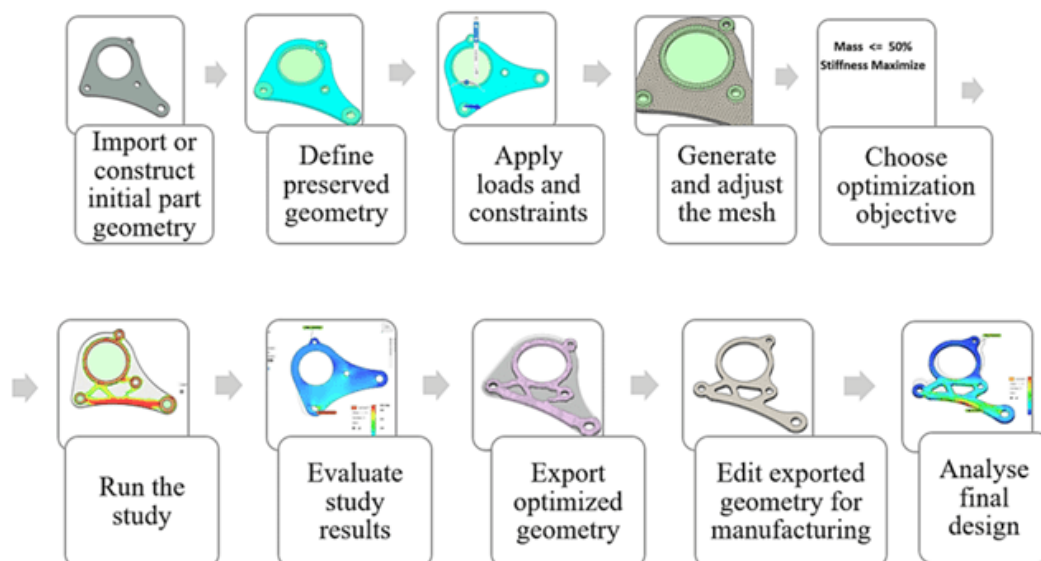 Mass <= 50%
Stiffness Maximize
Import or
construct
initial part
geometry
Define
preserved
geometry
Apply
loads and
constraints
Generate
and adjust
the mesh
Choose
optimization
objective
Run the
study
Evaluate
study
results
Export
optimized
geometry
Edit exported
geometry for
manufacturing
Analyse
final
design